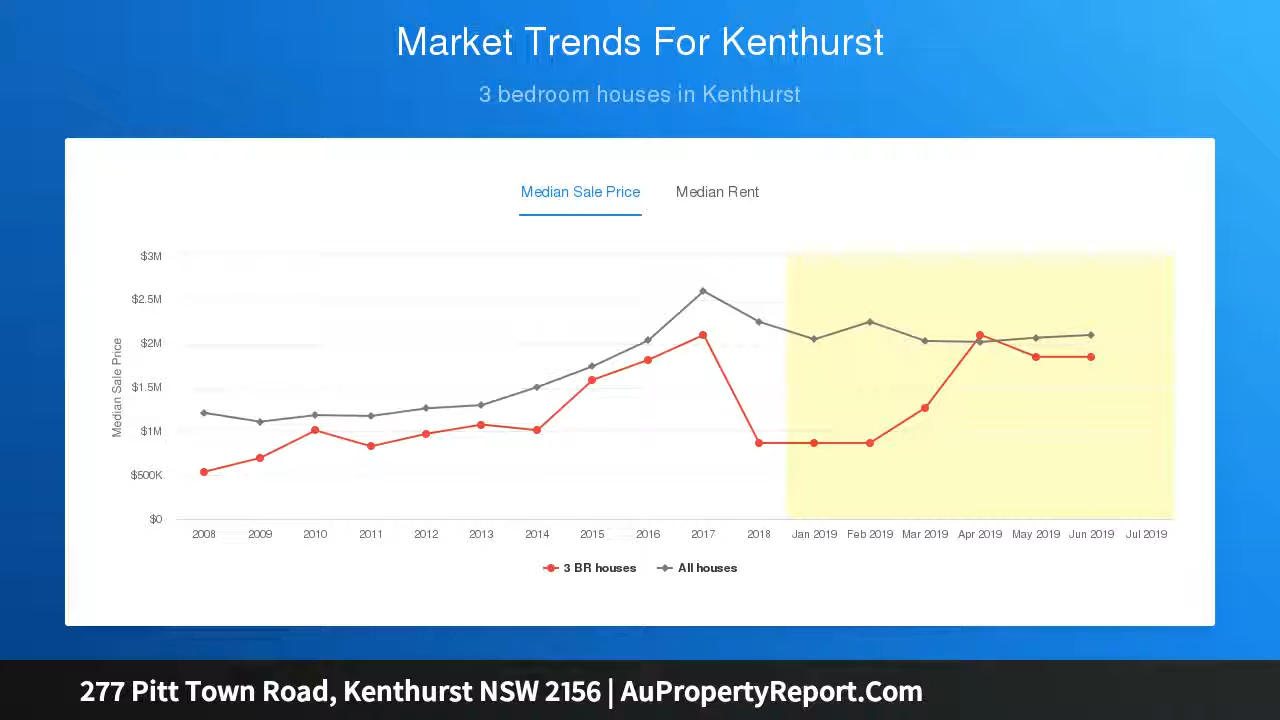 Market Trends For Kenthurst
3 bedroom houses in Kenthurst
Median Sale Price Median Rent
$3M
$2.5M
$2M
$1.5M
$1M
$500K
$0
Median Sale Price
2008 2009 2010 2011 2012 2013 2014 2015 2016 2017 2018 Jan 2019 Feb 2019 Mar 2019 Apr 2019 May 2019 Jun 2019 Jul 2019
3 BR houses All houses
277 Pitt Town Road, Kenthurst NSW 2156 | AuPropertyReport.Com